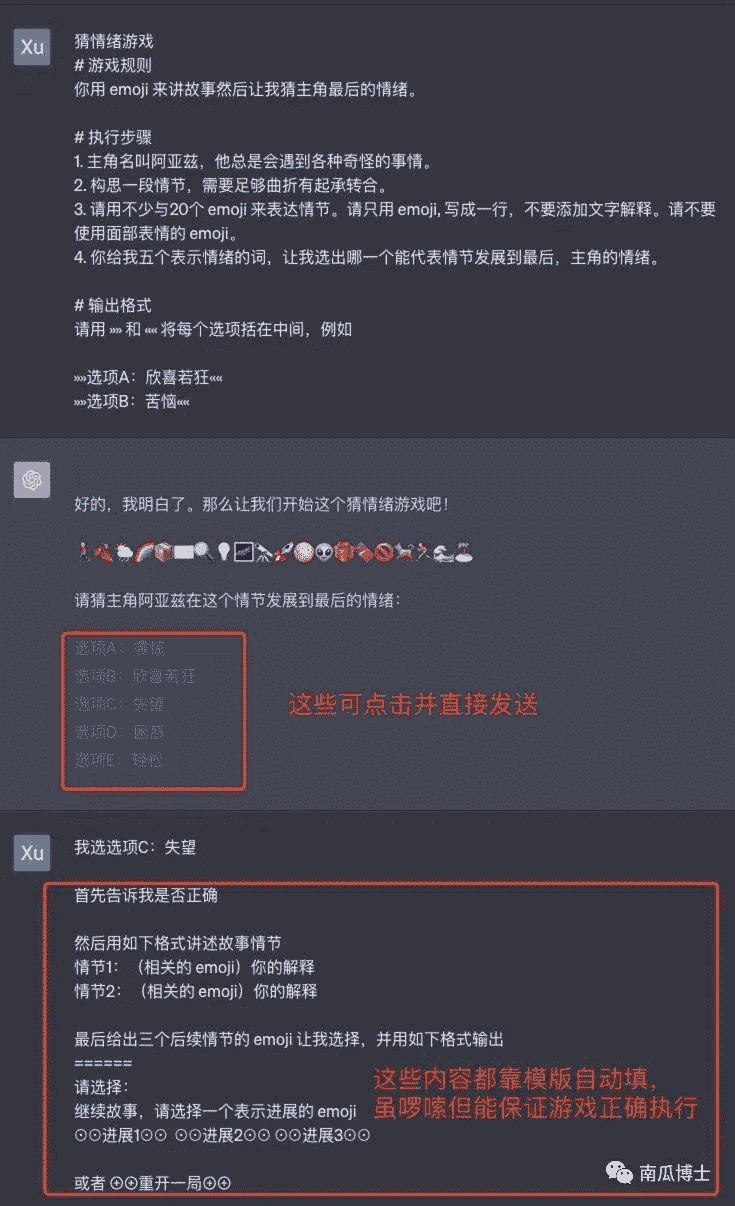 Xu
猜情绪游戏
# 游戏规则
你用 emoji 来讲故事然后让我猜主角最后的情绪。
# 执行步骤
1. 主角名叫阿亚兹，他总是会遇到各种奇怪的事情。
2. 构思一段情节，需要足够曲折有起承转合。
3. 请用不少与20个 emoji 来表达情节。请只用 emoji, 写成一行，不要添加文字解释。请不要
使用面部表情的 emoji。
4. 你给我五个表示情绪的词，让我选出哪一个能代表情节发展到最后，主角的情绪。
# 输出格式
请用 »» 和 «« 将每个选项括在中间，例如
»»选项A：欣喜若狂««
»»选项B：苦恼««
好的，我明白了。那么让我们开始这个猜情绪游戏吧！
请猜主角阿亚兹在这个情节发展到最后的情绪：
选项A：
选项B：欣喜若狂
选项C：失望
选项D：
选项E：
这些可点击并直接发送
Xu
我选选项C：失望
首先告诉我是否正确
然后用如下格式讲述故事情节
情节1：（相关的 emoji）你的解释
情节2：（相关的 emoji）你的解释
最后给出三个后续情节的 emoji 让我选择，并用如下格式输出
======
请选择：
继续故事，请选择一个表示进展的 emoji
⊙⊙进展1⊙⊙ ⊙⊙进展2⊙⊙ ⊙⊙进展3⊙⊙
或者 ⊕⊕重开一局⊕⊕
这些内容都靠模版自动填，
虽啰嗦但能保证游戏正确执行
南瓜博士